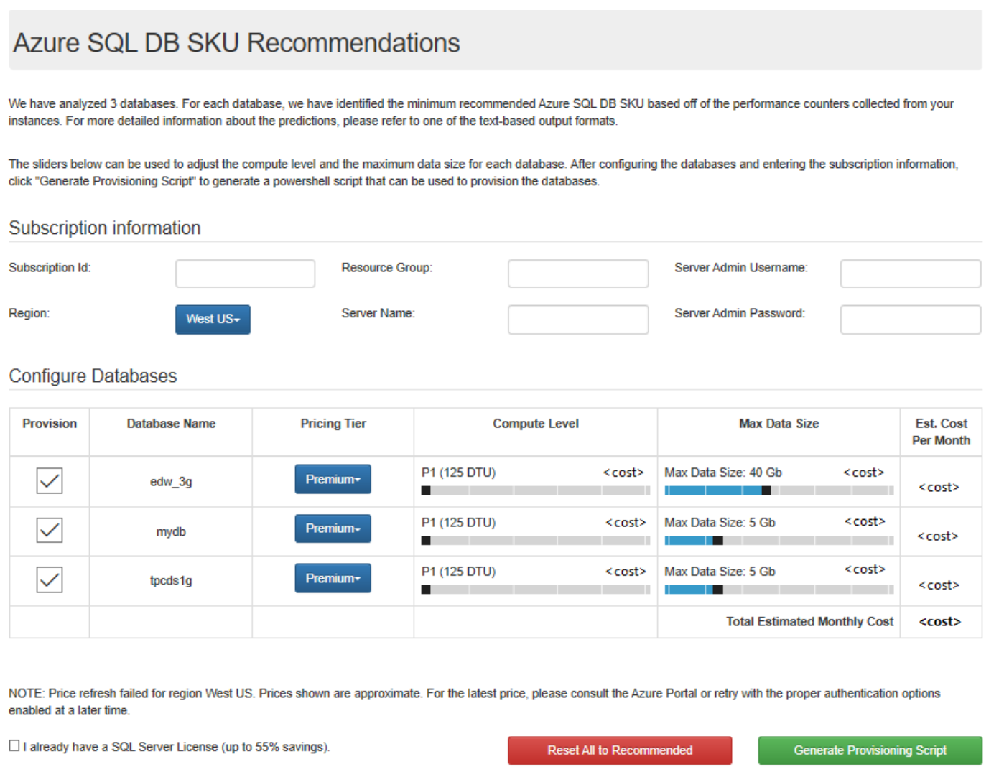 Azure SQL DB SKU Recommendations
We have analyzed 3 databases. For each database, we have identified the minimum recommended Azure SQL DB SKU based off of the performance counters collected from your
instances. For more detailed information about the predictions, please refer to one of the text-based output formats.
The sliders below can be used to adjust the compute level and the maximum data size for each database. After configuring the databases and entering the subscription information,
click "Generate Provisioning Script" to generate a powershell script that can be used to provision the databases.
Subscription information
Subscription Id: Resource Group: Server Admin Username:
Region: West US Server Name: Server Admin Password:
Configure Databases
Provision Database Name Pricing Tier Compute Level Max Data Size Est. Cost
Per Month
edw_3g Premium P1 (125 DTU) <cost> Max Data Size: 40 Gb <cost> <cost>
mydb Premium P1 (125 DTU) <cost> Max Data Size: 5 Gb <cost> <cost>
tpcds1g Premium P1 (125 DTU) <cost> Max Data Size: 5 Gb <cost> <cost>
Total Estimated Monthly Cost <cost>
NOTE: Price refresh failed for region West US. Prices shown are approximate. For the latest price, please consult the Azure Portal or retry with the proper authentication options
enabled at a later time.
I already have a SQL Server License (up to 55% savings). Reset All to Recommended Generate Provisioning Script